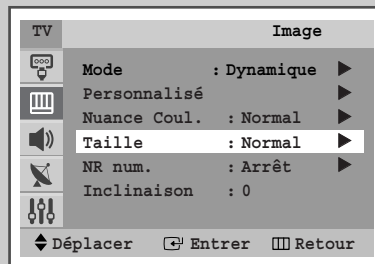 TV Image
Mode : Dynamique
Personnalisé
Nuance Coul. : Normal
Taille : Normal
NR num. : Arrêt
Inclinaison : 0
Déplacer Entrer Retour